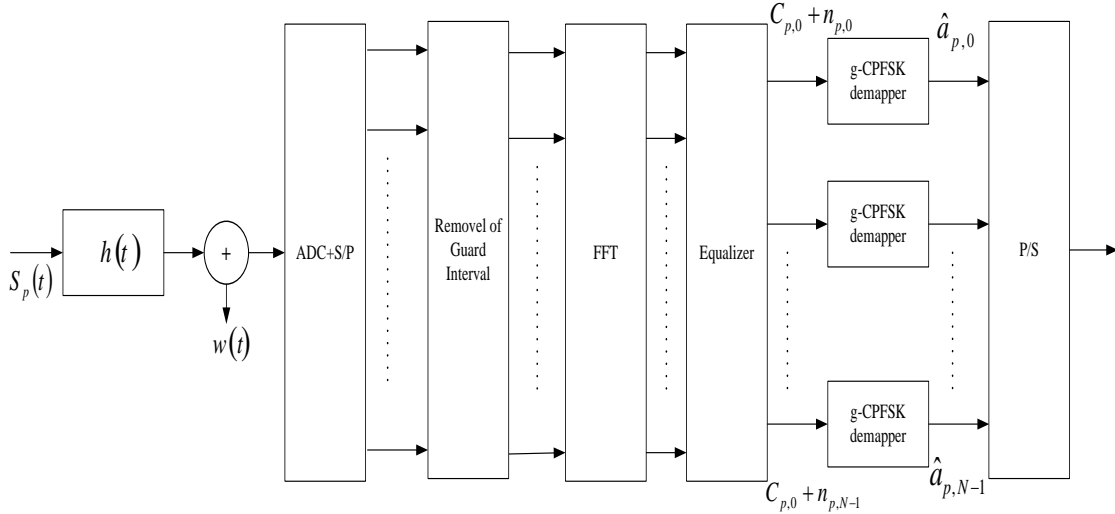 S_p(t)
h(t)
+
w(t)
ADC+S/P
Removel of
Guard
Interval
FFT
Equalizer
C_{p,0} + n_{p,0}
g-CPFSK
demapper
â_{p,0}
g-CPFSK
demapper
g-CPFSK
demapper
C_{p,0} + n_{p,N-1}
â_{p,N-1}
P/S